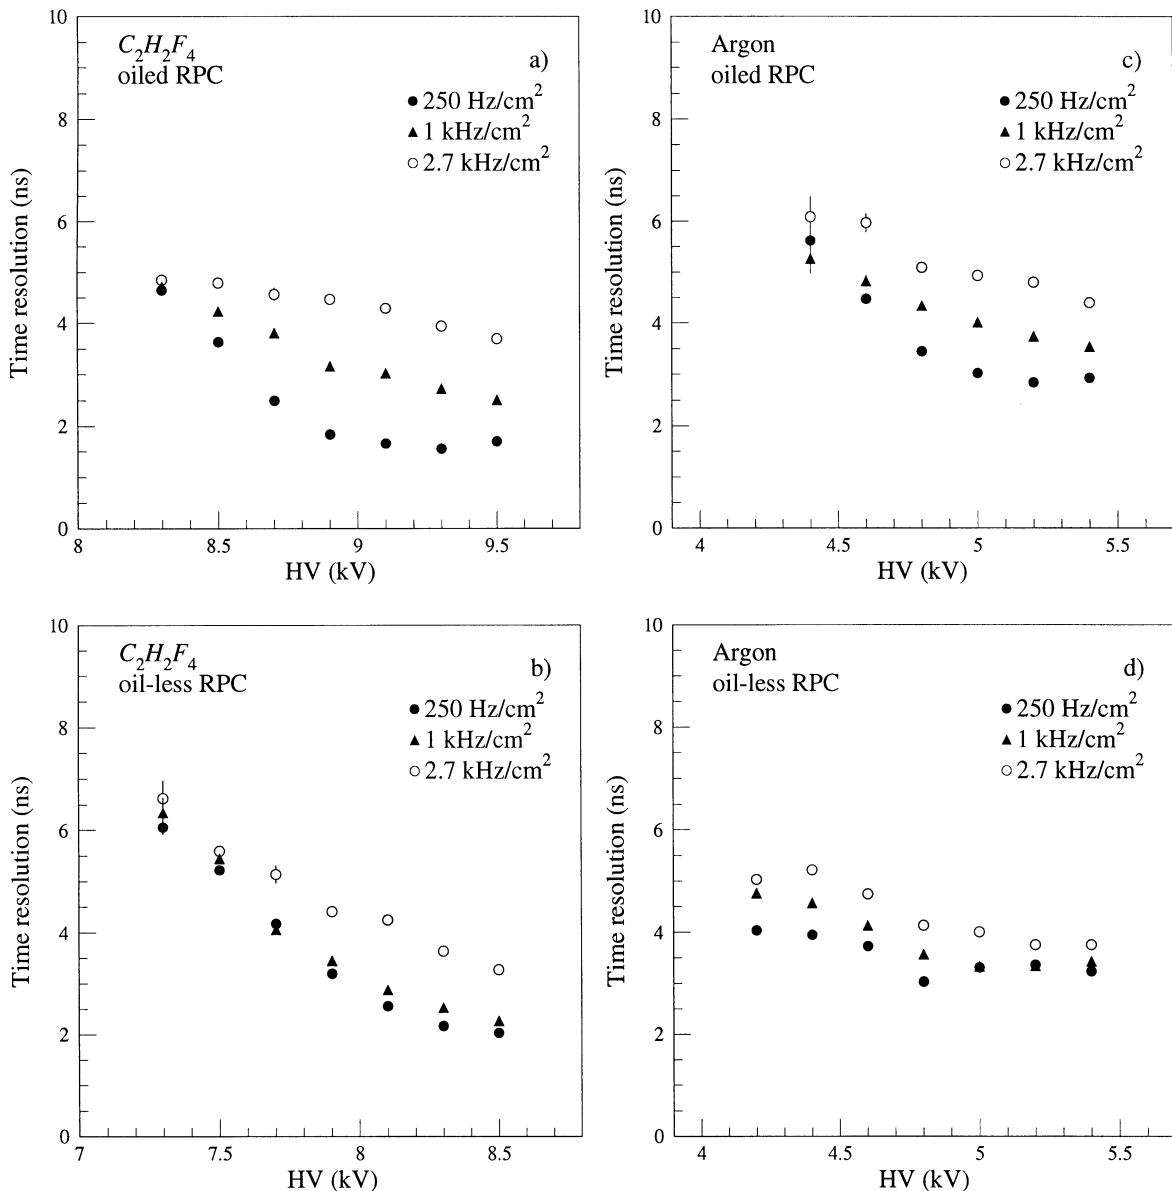 C₂H₂F₄
oiled RPC
a)
250 Hz/cm²
1 kHz/cm²
2.7 kHz/cm²
Time resolution (ns)
10
8
6
4
2
0
8
8.5
9
9.5
HV (kV)
Argon
oiled RPC
c)
250 Hz/cm²
1 kHz/cm²
2.7 kHz/cm²
Time resolution (ns)
10
8
6
4
2
0
4
4.5
5
5.5
HV (kV)
C₂H₂F₄
oil-less RPC
b)
250 Hz/cm²
1 kHz/cm²
2.7 kHz/cm²
Time resolution (ns)
10
8
6
4
2
0
7
7.5
8
8.5
HV (kV)
Argon
oil-less RPC
d)
250 Hz/cm²
1 kHz/cm²
2.7 kHz/cm²
Time resolution (ns)
10
8
6
4
2
0
4
4.5
5
5.5
HV (kV)